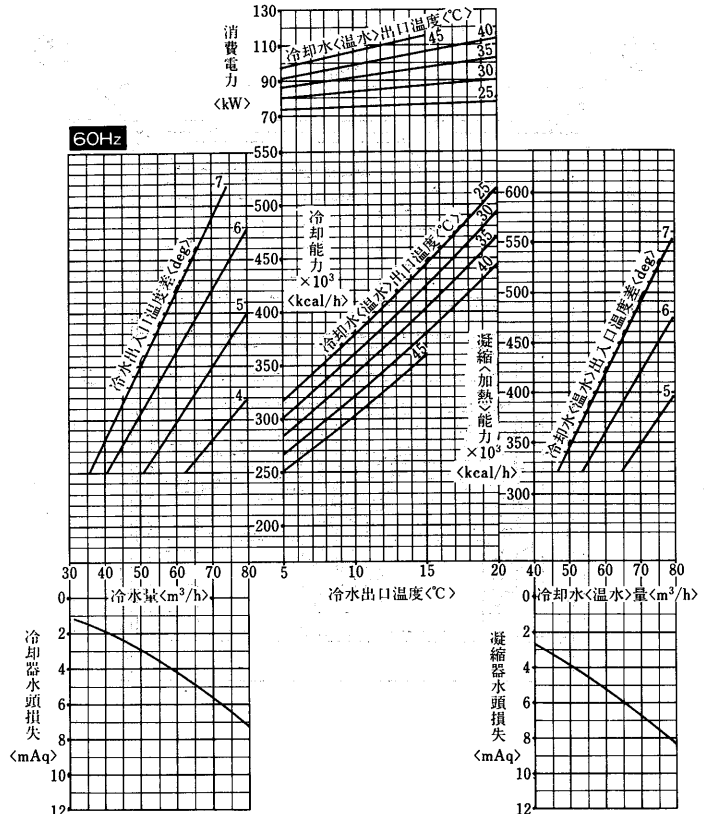 130
110
90
70
消費電力
<kW>
冷却水<温水>出口温度<℃>
45
40
35
30
25
60Hz
550
500
450
400
350
300
250
200
冷却能力
×10³
<kcal/h>
7
6
5
4
冷水出入口温度差<deg>
25
30
35
40
45
冷却水<温水>出口温度<℃>
600
550
500
450
400
350
300
凝縮<加熱>能力
×10³
<kcal/h>
7
6
5
冷却水<温水>出入口温度差<deg>
30 40 50 60 70 80
冷水量<m³/h>
5 10 15 20
冷水出口温度<℃>
40 50 60 70 80
冷却水<温水>量<m³/h>
0
2
4
6
8
10
12
冷却器水頭損失
<mAq>
0
2
4
6
8
10
12
凝縮器水頭損失
<mAq>